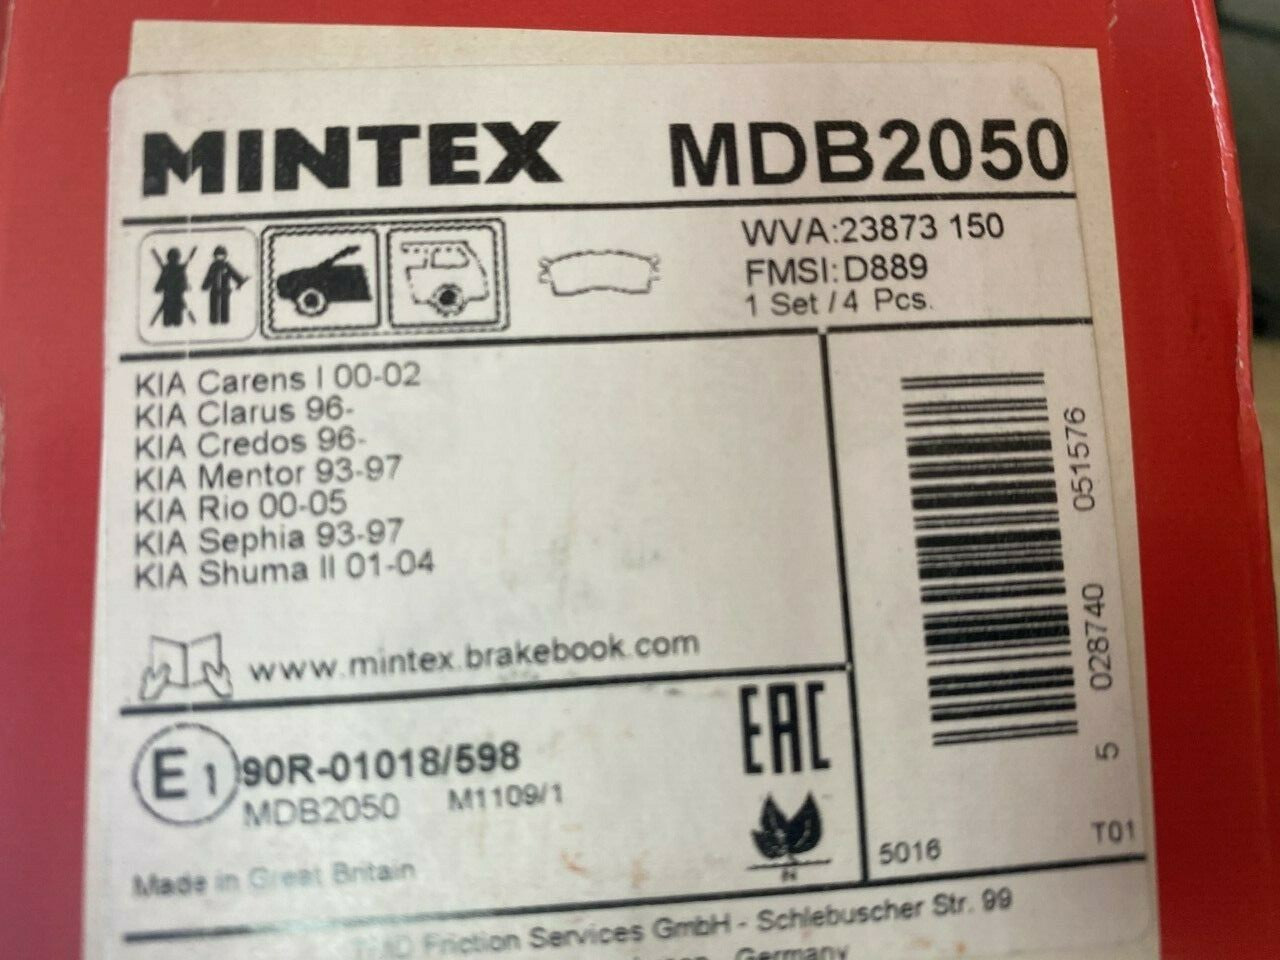 MINTEX MDB2050
WVA:23873 150
FMSI:D889
1 Set / 4 Pcs.
KIA Carens I 00-02
KIA Clarus 96-
KIA Credos 96-
KIA Mentor 93-97
KIA Rio 00-05
KIA Sephia 93-97
KIA Shuma II 01-04
www.mintex.brakebook.com
E1 90R-01018/598
MDB2050 M1109/1
EAC
Made in Great Britain
5 028740 051576
5016 T01
Friction Services GmbH - Schlebuscher Str. 99
Germany